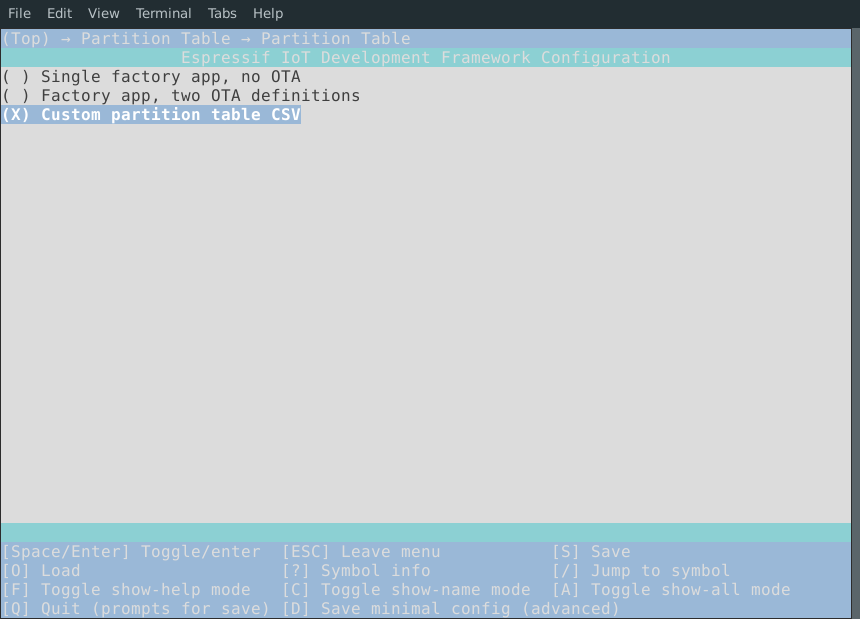 File Edit View Terminal Tabs Help
(Top) → Partition Table → Partition Table
Espressif IoT Development Framework Configuration
( ) Single factory app, no OTA
( ) Factory app, two OTA definitions
(X) Custom partition table CSV
[Space/Enter] Toggle/enter [ESC] Leave menu [S] Save
[O] Load [?] Symbol info [/] Jump to symbol
[F] Toggle show-help mode [C] Toggle show-name mode [A] Toggle show-all mode
[Q] Quit (prompts for save) [D] Save minimal config (advanced)